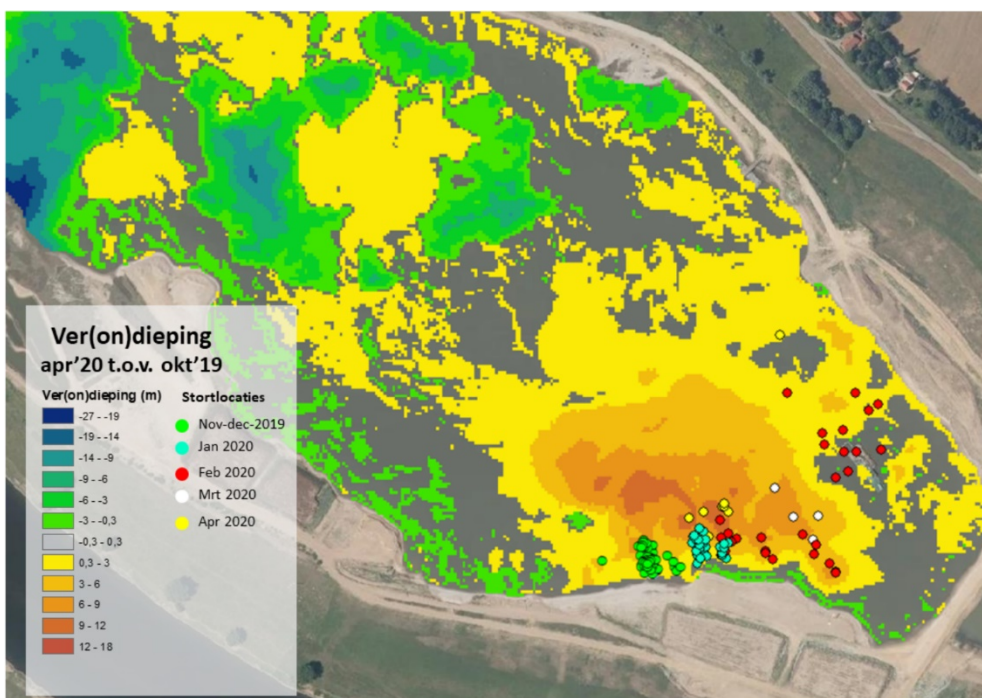 Ver(on)dieping
apr'20 t.o.v. okt'19
Ver(on)dieping (m)
-27 - -19
-19 - -14
-14 - -9
-9 - -6
-6 - -3
-3 - -0,3
-0,3 - 0,3
0,3 - 3
3 - 6
6 - 9
9 - 12
12 - 18
Stortlocaties
Nov-dec-2019
Jan 2020
Feb 2020
Mrt 2020
Apr 2020